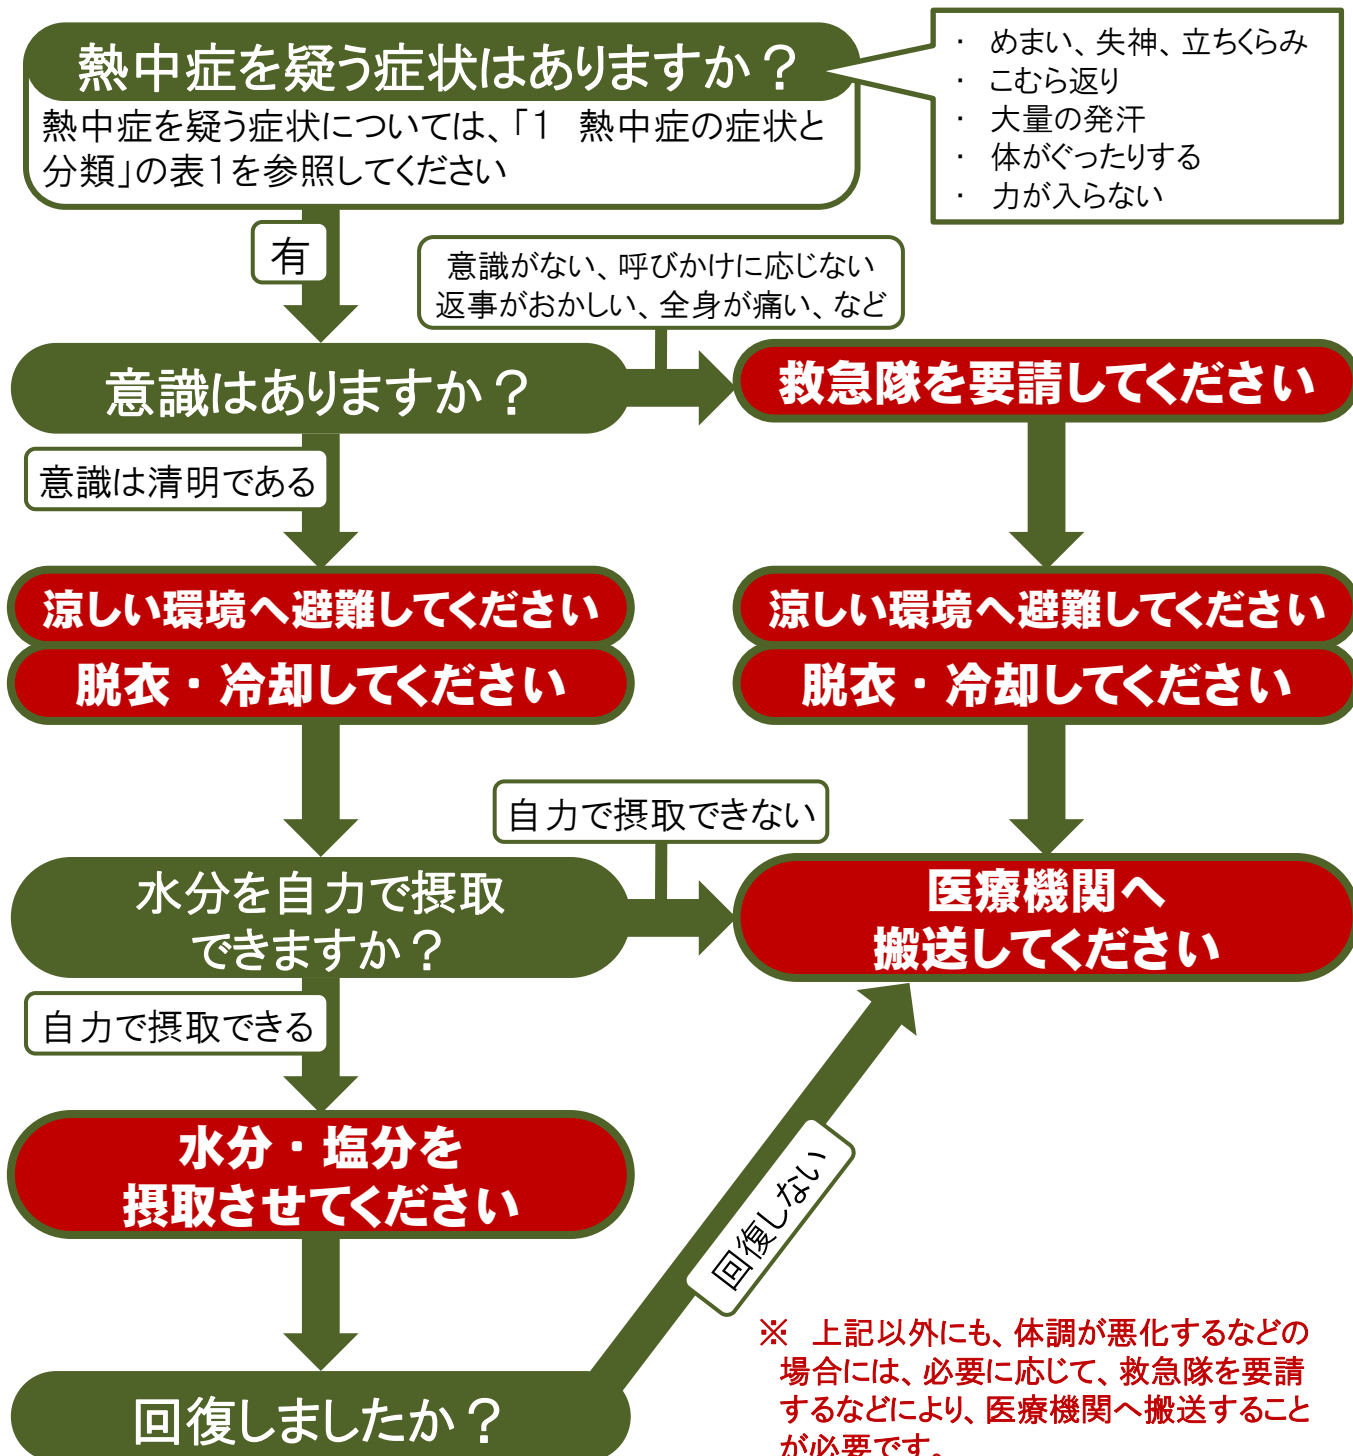 熱中症を疑う症状はありますか？
熱中症を疑う症状については、「１　熱中症の症状と
分類」の表１を参照してください
・　めまい、失神、立ちくらみ
・　こむら返り
・　大量の発汗
・　体がぐったりする
・　力が入らない
有
意識がない、呼びかけに応じない
返事がおかしい、全身が痛い、など
意識はありますか？
救急隊を要請してください
意識は清明である
涼しい環境へ避難してください
脱衣・冷却してください
涼しい環境へ避難してください
脱衣・冷却してください
自力で摂取できない
水分を自力で摂取
できますか？
医療機関へ
搬送してください
自力で摂取できる
水分・塩分を
摂取させてください
回復しない
回復しましたか？
※　上記以外にも、体調が悪化するなどの
場合には、必要に応じて、救急隊を要請
するなどにより、医療機関へ搬送すること
が必要です。